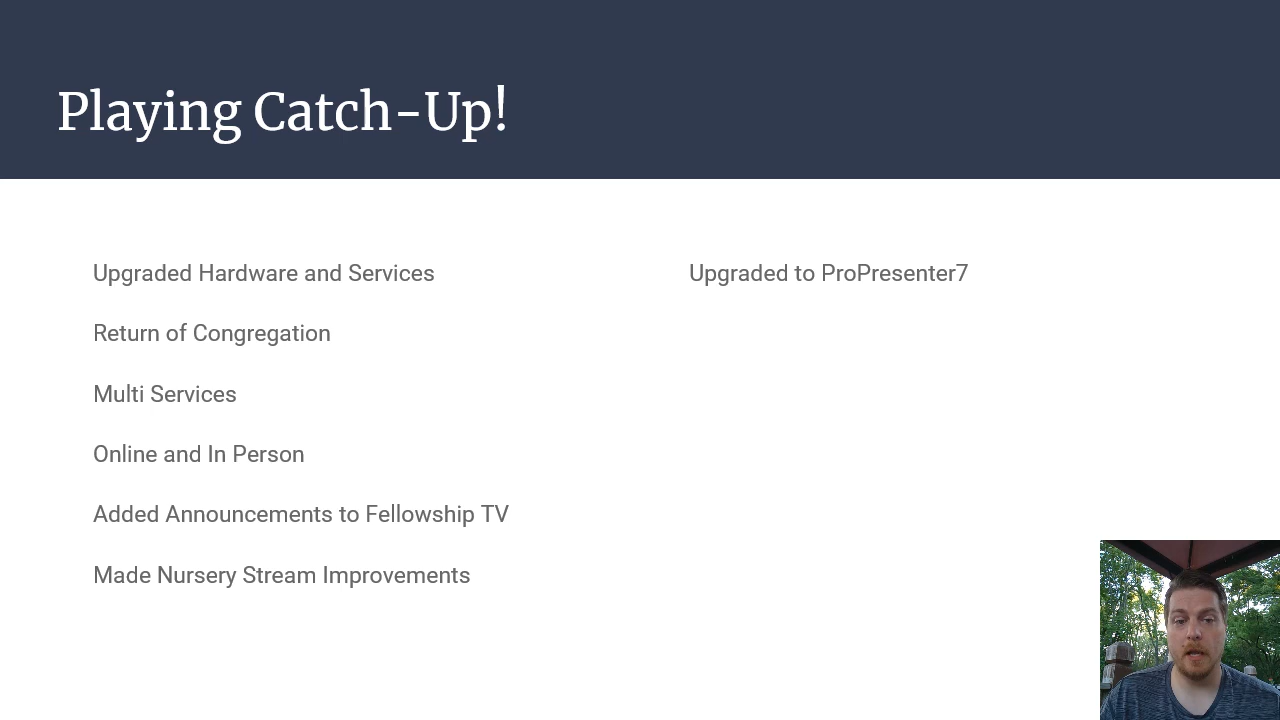 Playing Catch-Up!
Upgraded Hardware and Services
Return of Congregation
Multi Services
Online and In Person
Added Announcements to Fellowship TV
Made Nursery Stream Improvements
Upgraded to ProPresenter7